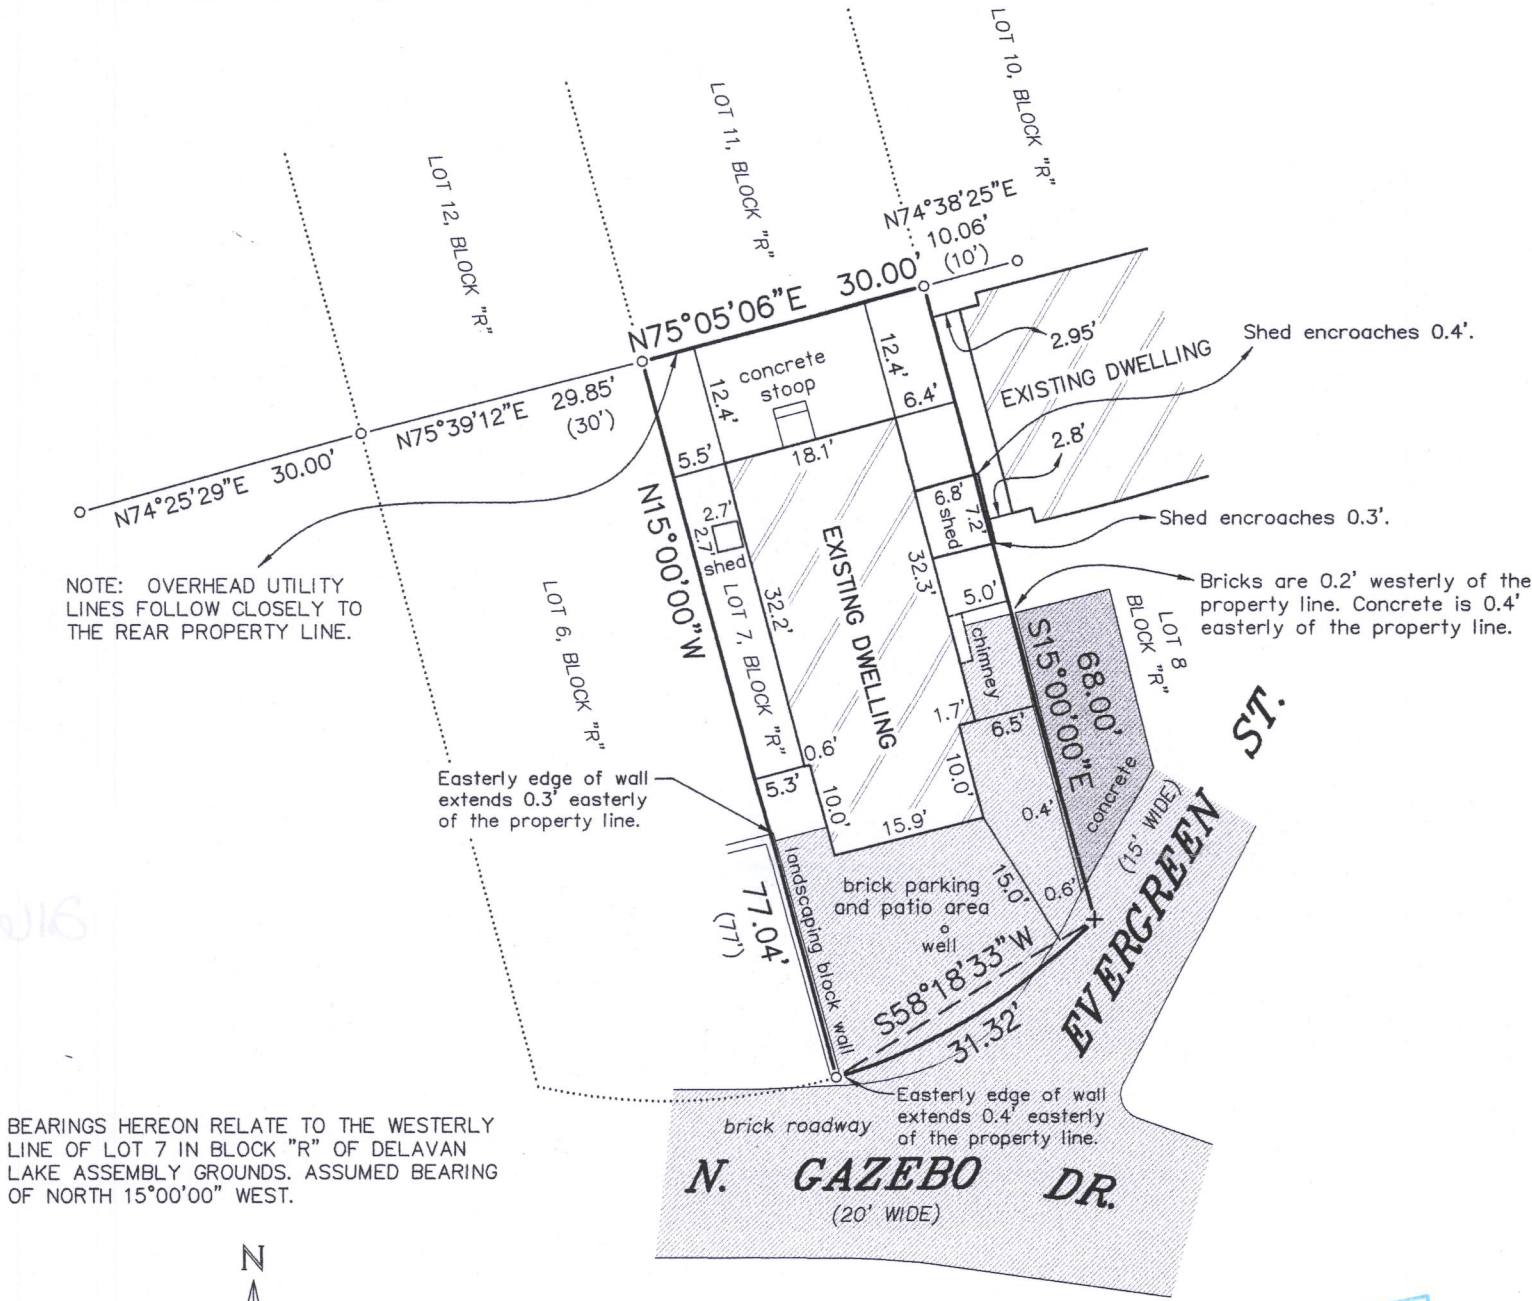 LOT 10, BLOCK "R"
LOT 11, BLOCK "R"
LOT 12, BLOCK "R"
N74°38'25"E
10.06'
(10')
N75°05'06"E 30.00'
N75°39'12"E 29.85'
(30')
N74°25'29"E 30.00'
concrete
stoop
12.4'
12.4'
6.4'
5.5'
18.1'
2.95'
EXISTING DWELLING
Shed encroaches 0.4'.
2.8'
6.8'
shed
7.2'
Shed encroaches 0.3'.
2.7'
2.7'
shed
N15°00'00"W
LOT 7, BLOCK "R"
32.2'
EXISTING DWELLING
32.3'
5.0'
chimney
NOTE: OVERHEAD UTILITY
LINES FOLLOW CLOSELY TO
THE REAR PROPERTY LINE.
LOT 6, BLOCK "R"
Bricks are 0.2' westerly of the
property line. Concrete is 0.4'
easterly of the property line.
LOT 8
BLOCK "R"
68.00'
S15°00'00"E
1.7'
6.5'
0.6'
5.3'
10.0'
10.0'
15.9'
0.4'
concrete
Easterly edge of wall
extends 0.3' easterly
of the property line.
landscaping block wall
77.04'
(77')
brick parking
and patio area
well
15.0'
0.6'
S58°18'33"W
31.32'
EVERGREEN ST.
(15' WIDE)
Easterly edge of wall
extends 0.4' easterly
of the property line.
brick roadway
N. GAZEBO DR.
(20' WIDE)
BEARINGS HEREON RELATE TO THE WESTERLY
LINE OF LOT 7 IN BLOCK "R" OF DELAVAN
LAKE ASSEMBLY GROUNDS. ASSUMED BEARING
OF NORTH 15°00'00" WEST.
N